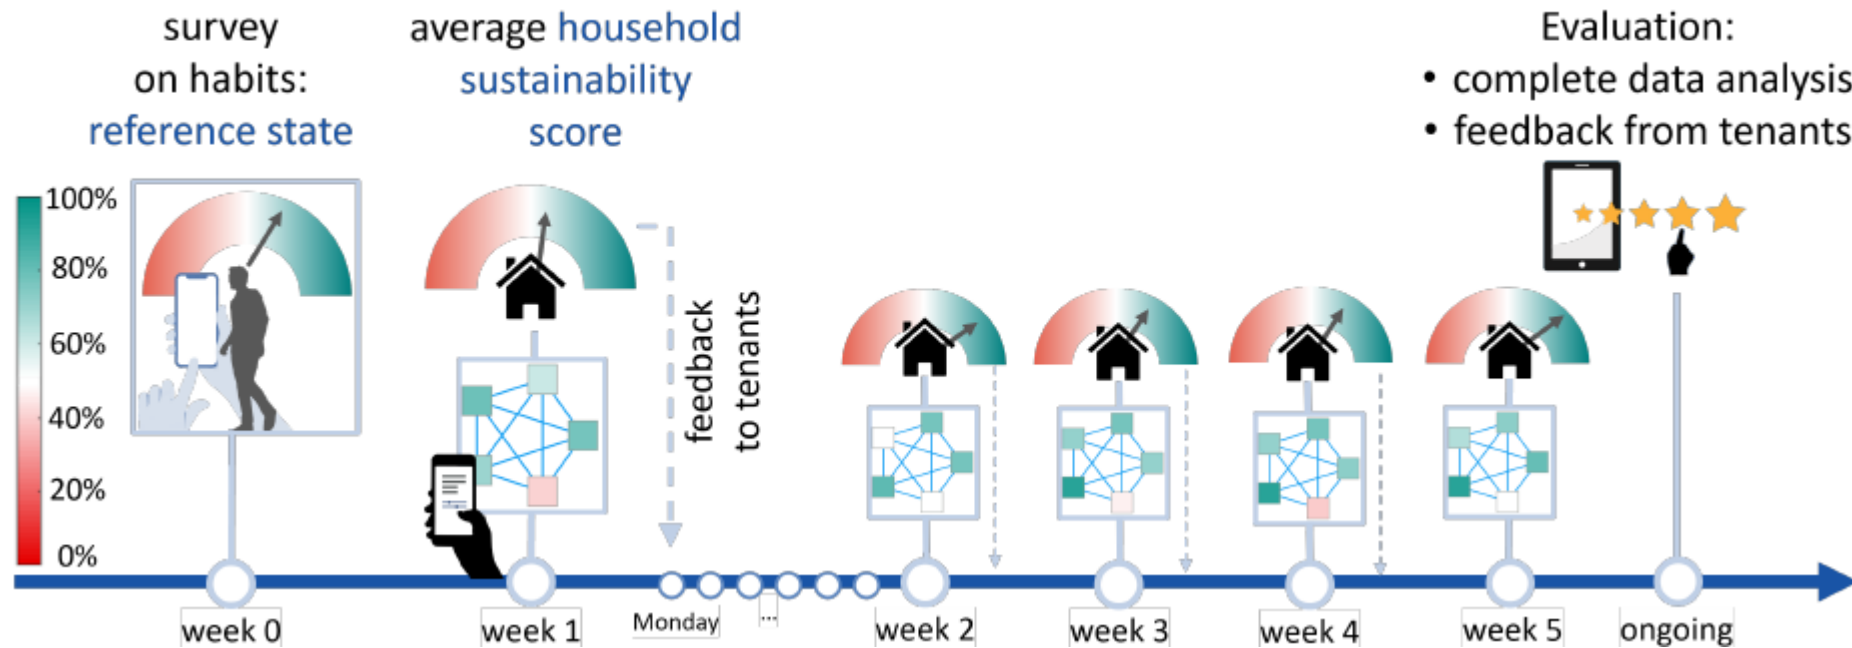 survey
on habits:
reference state
average household
sustainability
score
Evaluation:
• complete data analysis
• feedback from tenants
100%
80%
60%
40%
20%
0%
feedback
to tenants
week 0
week 1
Monday
...
week 2
week 3
week 4
week 5
ongoing